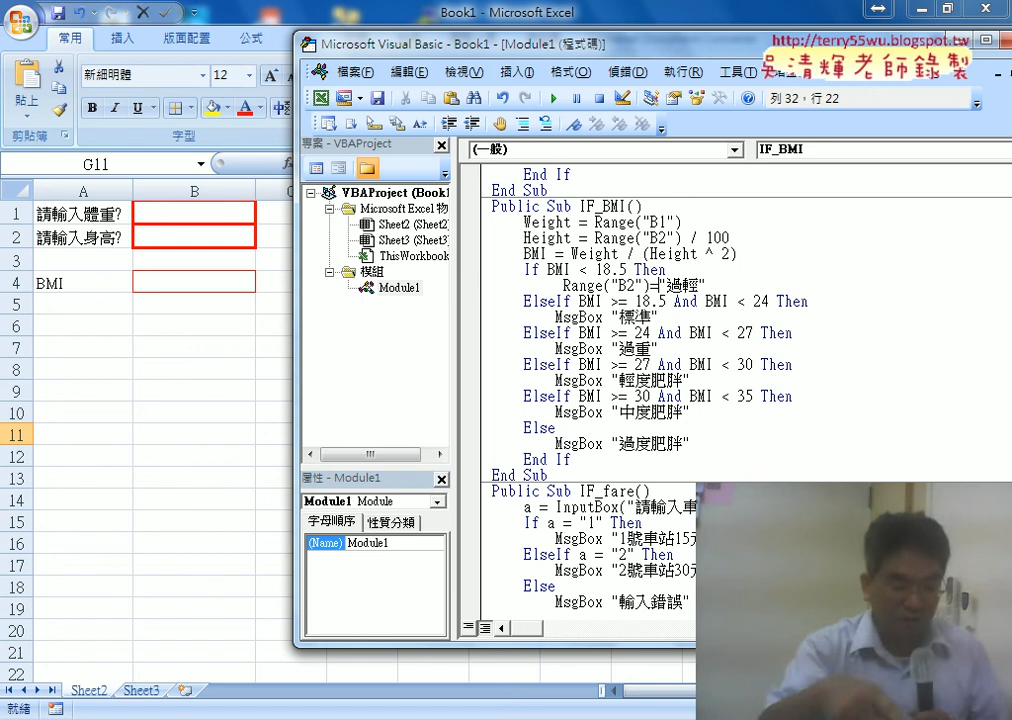 Book1 - Microsoft Excel
常用 插入 版面配置 公式
新細明體 12
貼上
剪貼簿 字型
G11
A B
1 請輸入體重?
2 請輸入身高?
3
4 BMI
5
6
7
8
9
10
11
12
13
14
15
16
17
18
19
20
21
22
Sheet2 Sheet3
就緒
Microsoft Visual Basic - Book1 - [Module1 (程式碼)]
http://terry55wu.blogspot.tw
吳清輝老師錄製
檔案(F) 編輯(E) 檢視(V) 插入(I) 格式(O) 偵錯(D) 執行(R) 工具(T)
列 32，行 22
專案 - VBAProject
VBAProject (Book1
Microsoft Excel 物
Sheet2 (Sheet2)
Sheet3 (Sheet3)
ThisWorkbook
模組
Module1
屬性 - Module1
Module1 Module
字母順序 性質分類
(Name) Module1
(一般) IF_BMI
End If
End Sub
Public Sub IF_BMI()
Weight = Range("B1")
Height = Range("B2") / 100
BMI = Weight / (Height ^ 2)
If BMI < 18.5 Then
Range("B2")="過輕"
ElseIf BMI >= 18.5 And BMI < 24 Then
MsgBox "標準"
ElseIf BMI >= 24 And BMI < 27 Then
MsgBox "過重"
ElseIf BMI >= 27 And BMI < 30 Then
MsgBox "輕度肥胖"
ElseIf BMI >= 30 And BMI < 35 Then
MsgBox "中度肥胖"
Else
MsgBox "過度肥胖"
End If
End Sub
Public Sub IF_fare()
a = InputBox("請輸入車
If a = "1" Then
MsgBox "1號車站15元
ElseIf a = "2" Then
MsgBox "2號車站30元
Else
MsgBox "輸入錯誤"